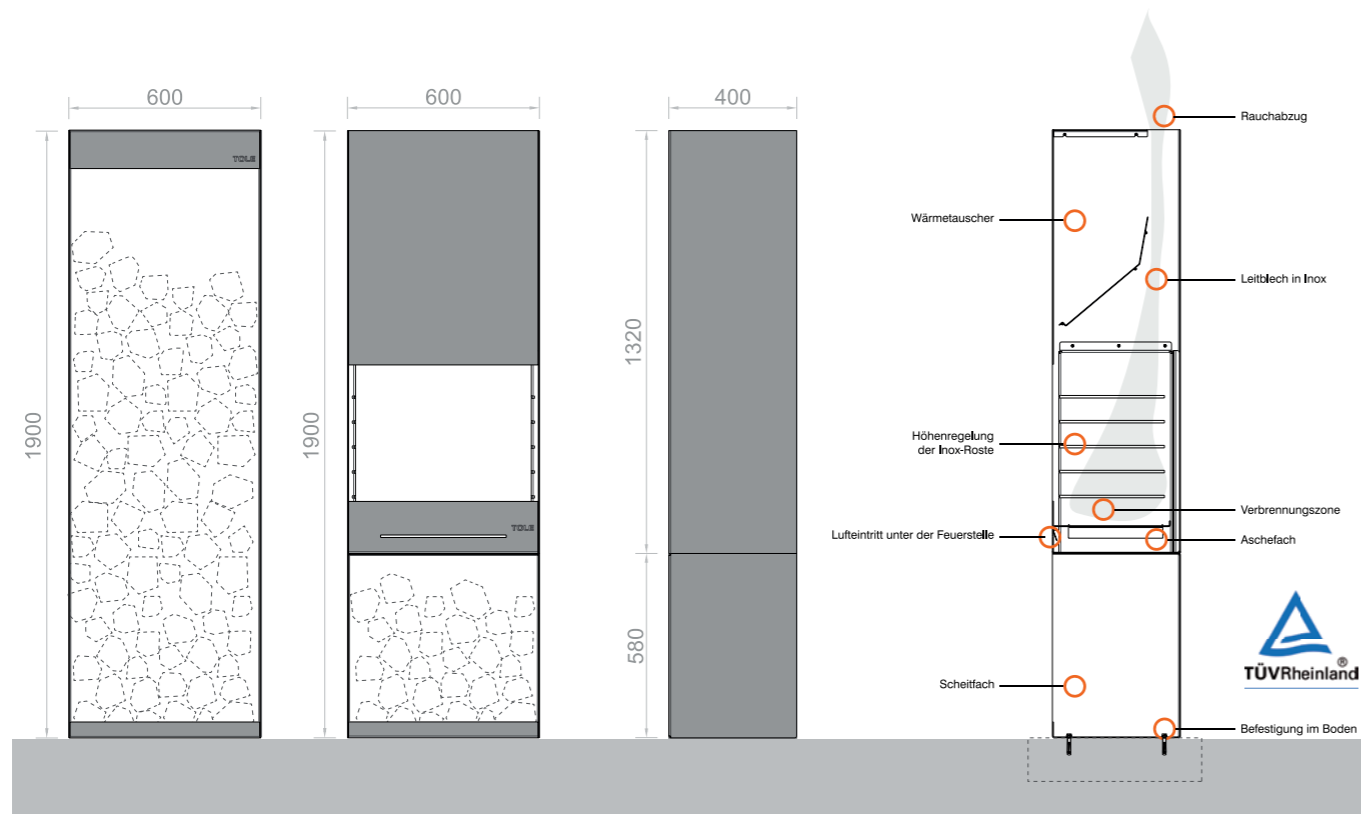 600
600
400
TOLE
1900
1900
1320
580
TOLE
Rauchabzug
Wärmetauscher
Leitblech in Inox
Höhenregelung
der Inox-Roste
Verbrennungszone
Lufteintritt unter der Feuerstelle
Aschefach
Scheitfach
Befestigung im Boden
TÜVRheinland®